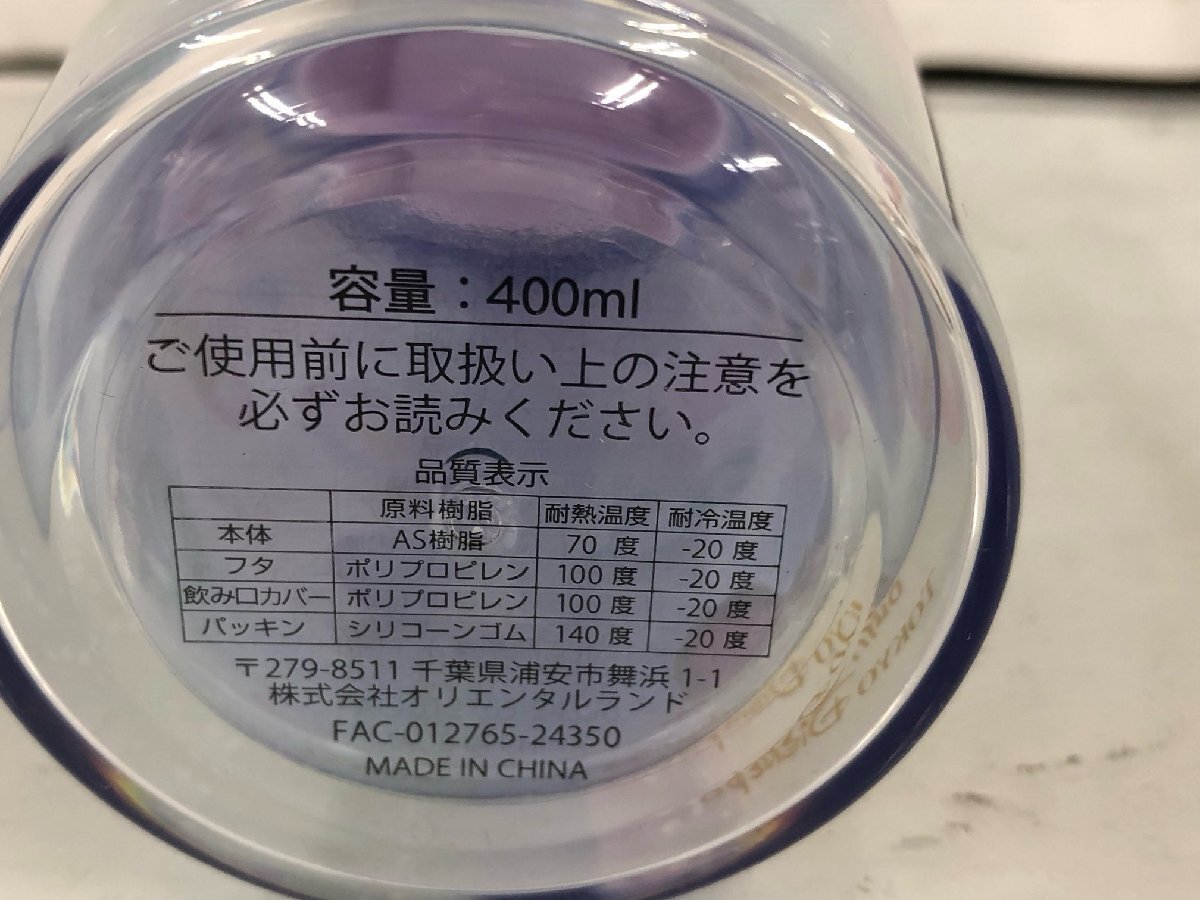 容量：400ml
ご使用前に取扱い上の注意を
必ずお読みください。
品質表示
原料樹脂 耐熱温度 耐冷温度
本体 AS樹脂 70 度 -20 度
フタ ポリプロピレン 100 度 -20 度
飲み口カバー ポリプロピレン 100 度 -20 度
パッキン シリコーンゴム 140 度 -20 度
〒279-8511 千葉県浦安市舞浜 1-1
株式会社オリエンタルランド
FAC-012765-24350
MADE IN CHINA
TOKYO Disney